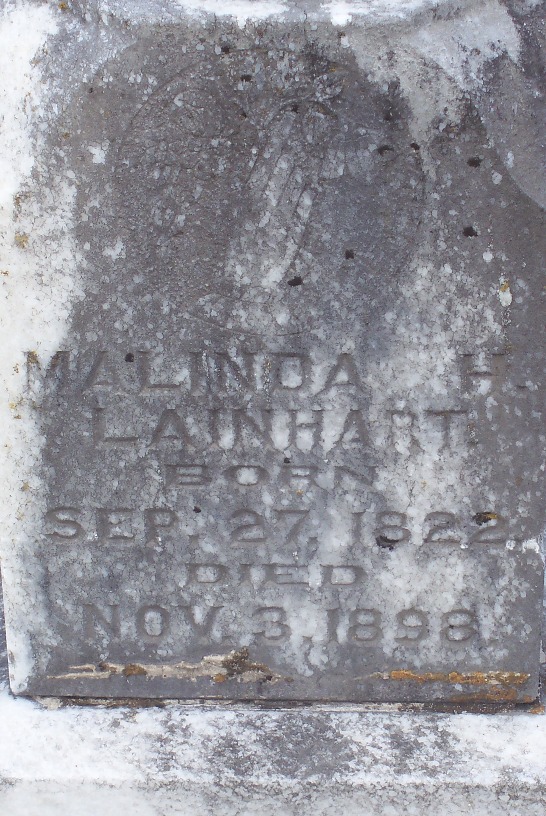 MALINDA H.
LAINHART
BORN
SEP. 27, 1822.
DIED
NOV. 3, 1898